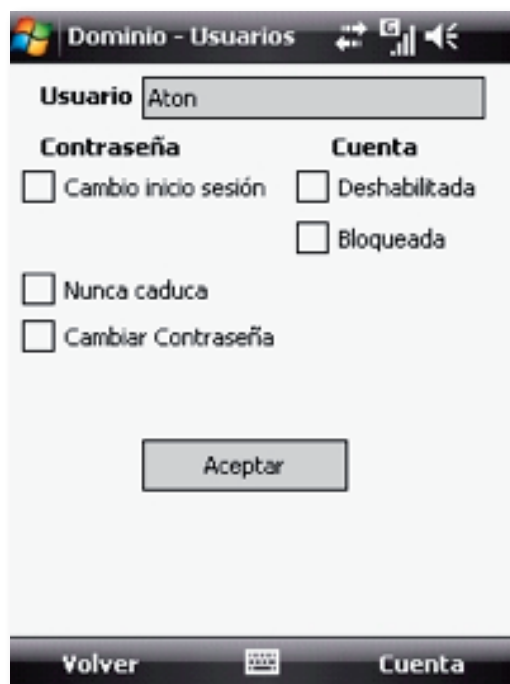 Dominio - Usuarios
Usuario Aton
Contraseña Cuenta
Cambio inicio sesión Deshabilitada
Bloqueada
Nunca caduca
Cambiar Contraseña
Aceptar
Volver Cuenta